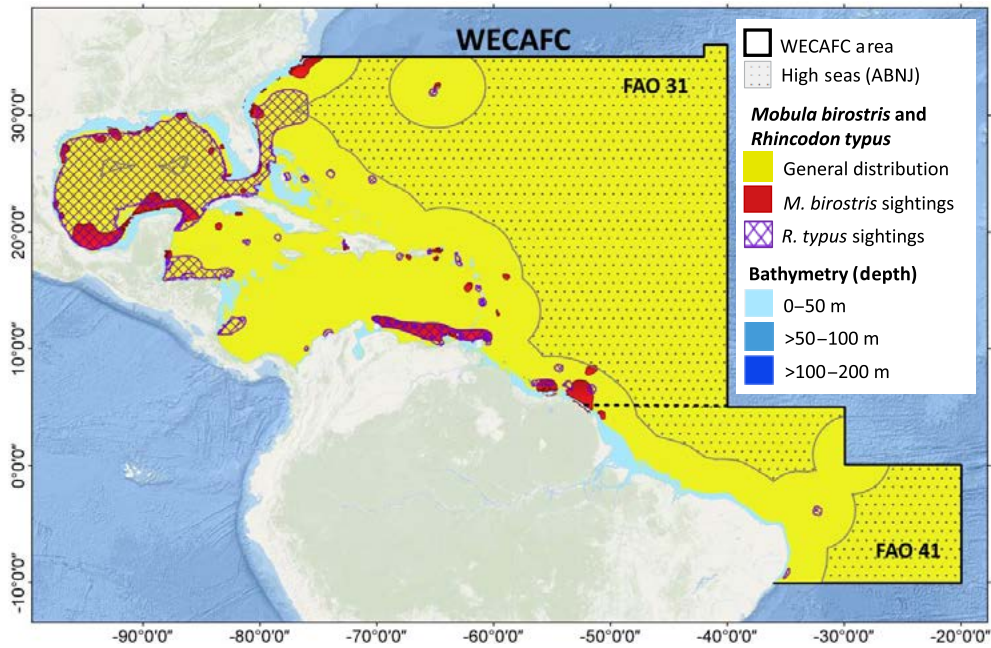 WECAFC
FAO 31
FAO 41
WECAFC area
High seas (ABNJ)
Mobula birostris and
Rhincodon typus
General distribution
M. birostris sightings
R. typus sightings
Bathymetry (depth)
0–50 m
>50–100 m
>100–200 m
30°0'0"
20°0'0"
10°0'0"
0°0'0"
-10°0'0"
-90°0'0"
-80°0'0"
-70°0'0"
-60°0'0"
-50°0'0"
-40°0'0"
-30°0'0"
-20°0'0"